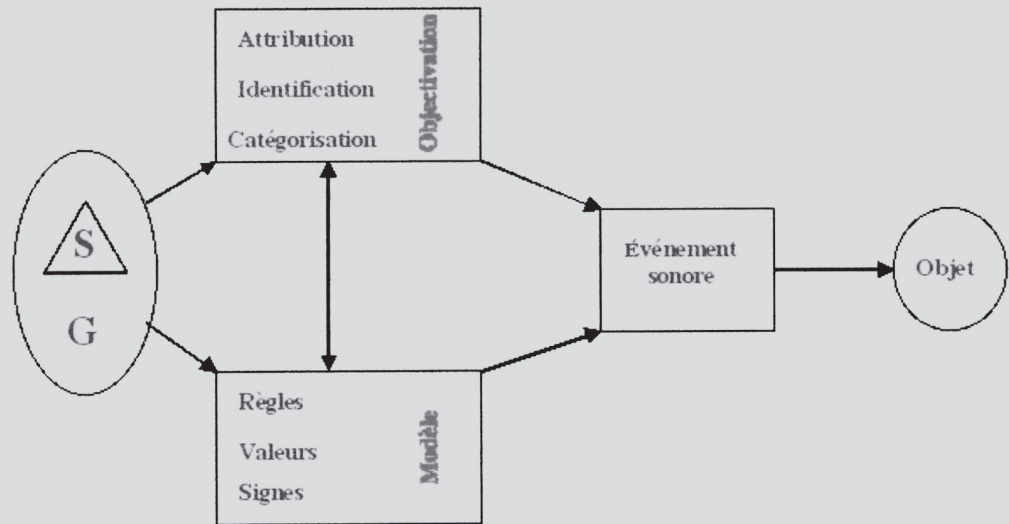 Attribution
Identification
Catégorisation
Objectivation
S
G
Événement
sonore
Objet
Règles
Valeurs
Signes
Modèle